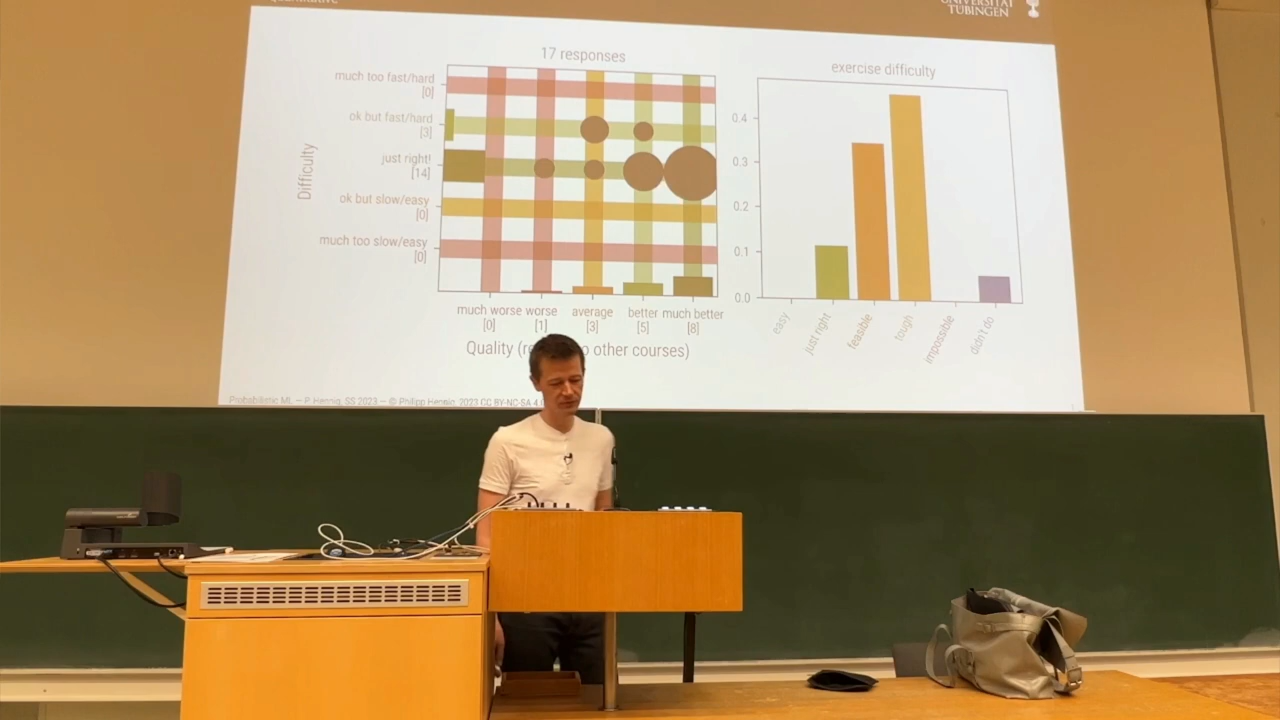 QUANTITATIVE
UNIVERSITÄT
TÜBINGEN
17 responses
much too fast/hard
[0]
ok but fast/hard
[3]
just right!
[14]
ok but slow/easy
[0]
much too slow/easy
[0]
Difficulty
much worse worse average better much better
[0] [1] [3] [5] [8]
Quality (re o other courses)
exercise difficulty
0.4
0.3
0.2
0.1
0.0
easy
just right
feasible
tough
impossible
didn't do
Probabilistic ML — P. Hennig, SS 2023 — © Philipp Hennig, 2023 CC BY-NC-SA 4.0